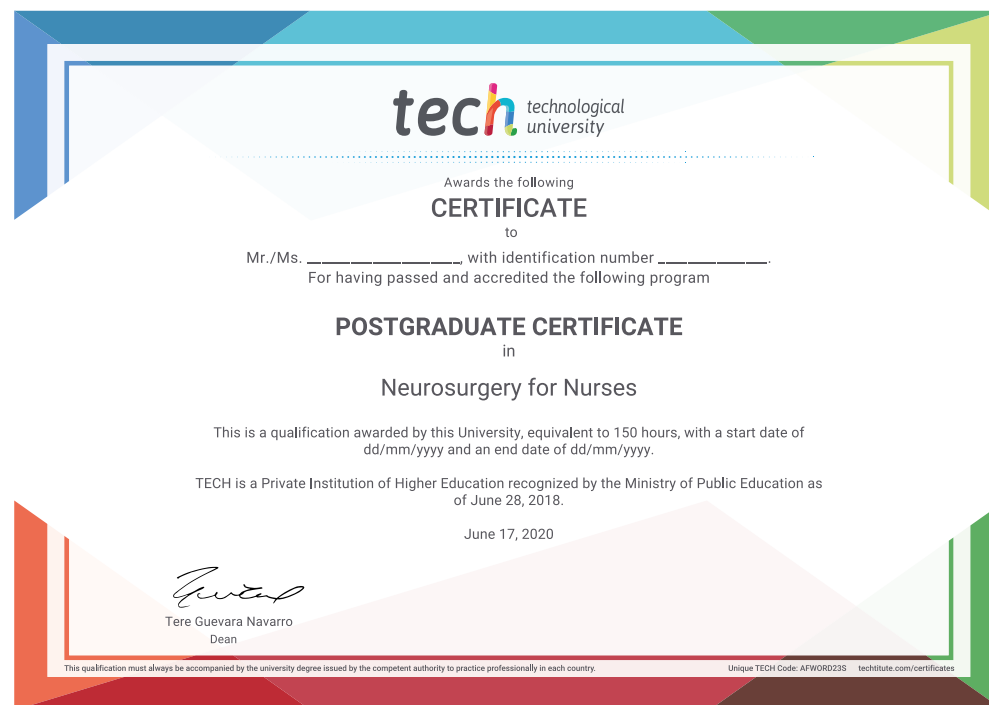 tech technological
university
Awards the following
CERTIFICATE
to
Mr./Ms. ____________________, with identification number ______________.
For having passed and accredited the following program
POSTGRADUATE CERTIFICATE
in
Neurosurgery for Nurses
This is a qualification awarded by this University, equivalent to 150 hours, with a start date of
dd/mm/yyyy and an end date of dd/mm/yyyy.
TECH is a Private Institution of Higher Education recognized by the Ministry of Public Education as
of June 28, 2018.
June 17, 2020
Tere Guevara Navarro
Dean
This qualification must always be accompanied by the university degree issued by the competent authority to practice professionally in each country.
Unique TECH Code: AFWORD23S techtitute.com/certificates